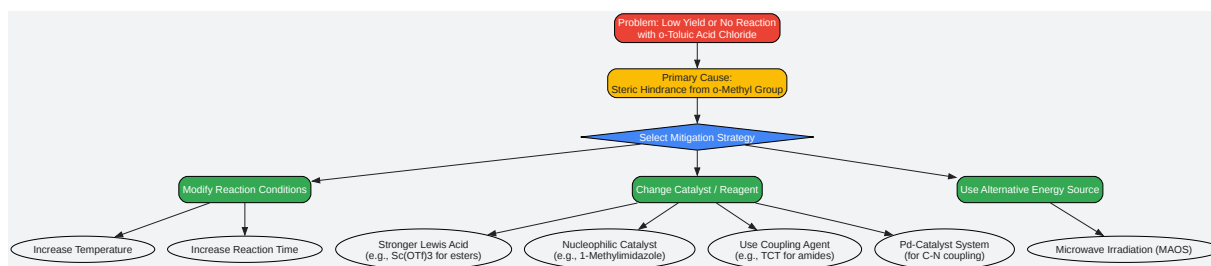 Problem: Low Yield or No Reaction
with o-Toluic Acid Chloride
Primary Cause:
Steric Hindrance from o-Methyl Group
Select Mitigation Strategy
Modify Reaction Conditions
Change Catalyst / Reagent
Use Alternative Energy Source
Increase Temperature
Increase Reaction Time
Stronger Lewis Acid
(e.g., Sc(OTf)3 for esters)
Nucleophilic Catalyst
(e.g., 1-Methylimidazole)
Use Coupling Agent
(e.g., TCT for amides)
Pd-Catalyst System
(for C-N coupling)
Microwave Irradiation (MAOS)